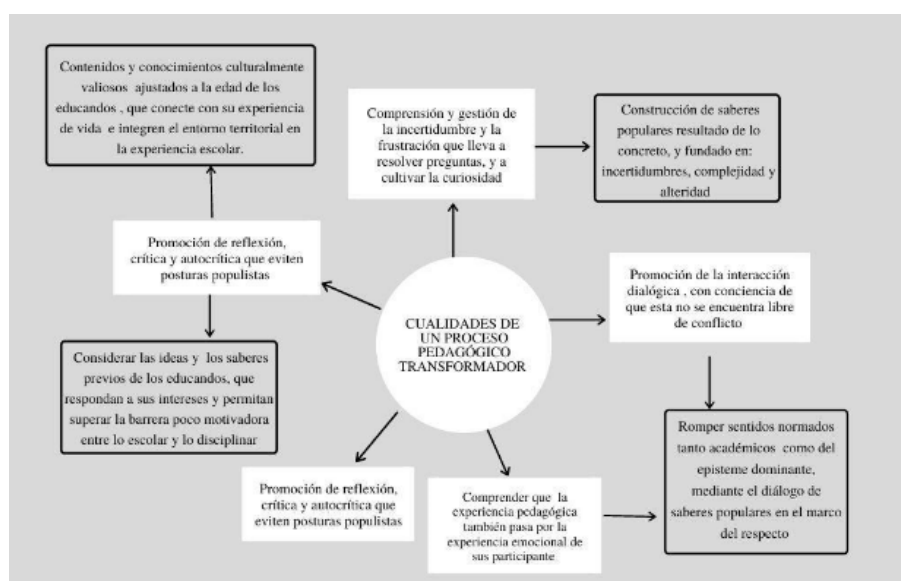 Contenidos y conocimientos culturalmente
valiosos ajustados a la edad de los
educandos , que conecte con su experiencia
de vida e integren el entorno territorial en
la experiencia escolar.
Comprensión y gestión de
la incertidumbre y la
frustración que lleva a
resolver preguntas, y a
cultivar la curiosidad
Construcción de saberes
populares resultado de lo
concreto, y fundado en:
incertidumbres, complejidad y
alteridad
Promoción de reflexión,
crítica y autocrítica que eviten
posturas populistas
Promoción de la interacción
dialógica , con conciencia de
que esta no se encuentra libre
de conflicto
CUALIDADES DE
UN PROCESO
PEDAGÓGICO
TRANSFORMADOR
Considerar las ideas y los saberes
previos de los educandos, que
respondan a sus intereses y permitan
superar la barrera poco motivadora
entre lo escolar y lo disciplinar
Promoción de reflexión,
crítica y autocrítica que
eviten posturas populistas
Comprender que la
experiencia pedagógica
también pasa por la
experiencia emocional de
sus participante
Romper sentidos normados
tanto académicos como del
episteme dominante,
mediante el diálogo de
saberes populares en el marco
del respecto